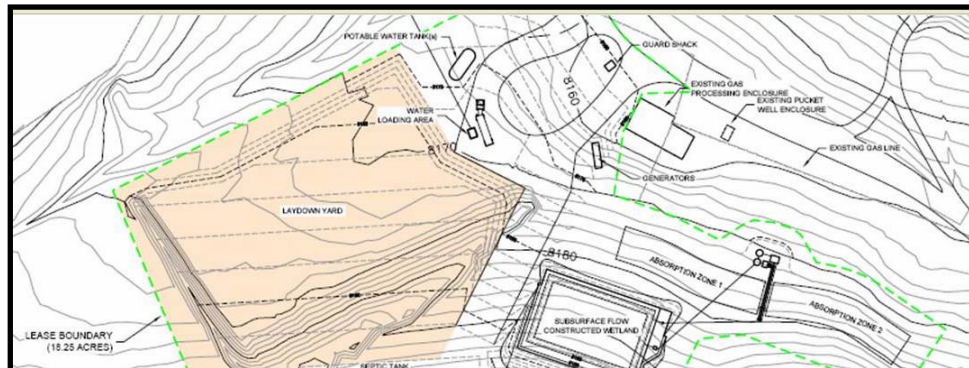 POTABLE WATER TANK(s)
GUARD SHACK
8160
EXISTING GAS
PROCESSING ENCLOSURE
EXISTING PUCKET
WELL ENCLOSURE
WATER
LOADING AREA
8170
EXISTING GAS LINE
GENERATORS
LAYDOWN YARD
8180
ABSORPTION ZONE 1
ABSORPTION ZONE 2
SUBSURFACE FLOW
CONSTRUCTED WETLAND
LEASE BOUNDARY
(18.25 ACRES)
SEPTIC TANK